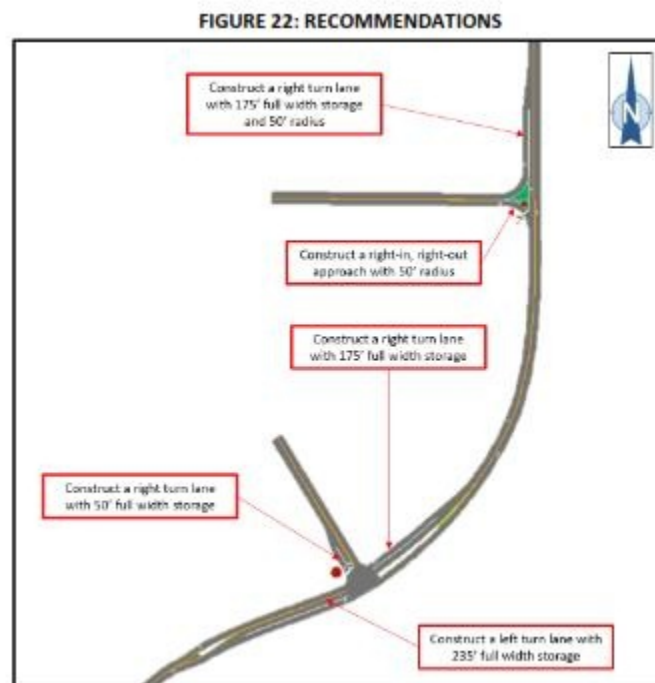 FIGURE 22: RECOMMENDATIONS
Construct a right turn lane
with 175' full width storage
and 50' radius
N
Construct a right-in, right-out
approach with 50' radius
Construct a right turn lane
with 175' full width storage
Construct a right turn lane
with 50' full width storage
Construct a left turn lane with
235' full width storage